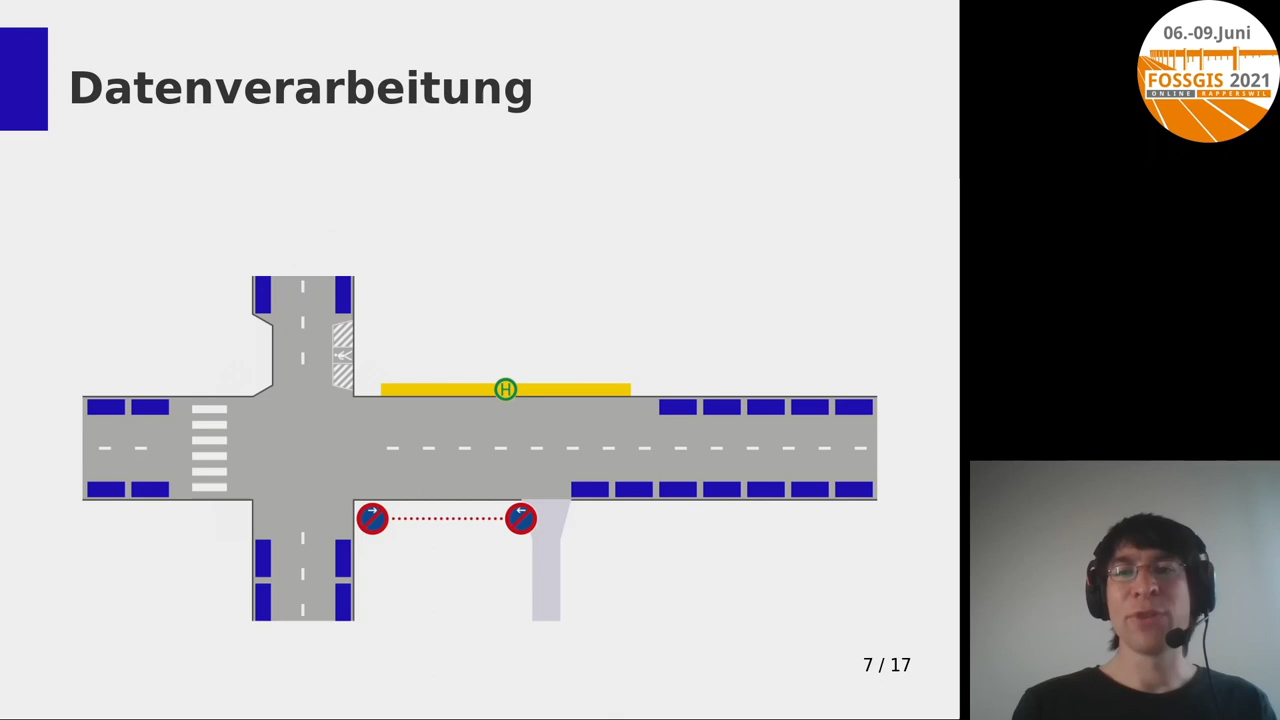 Datenverarbeitung
06.-09.Juni
FOSSGIS 2021
ONLINE RAPPERSWIL
H
7 / 17